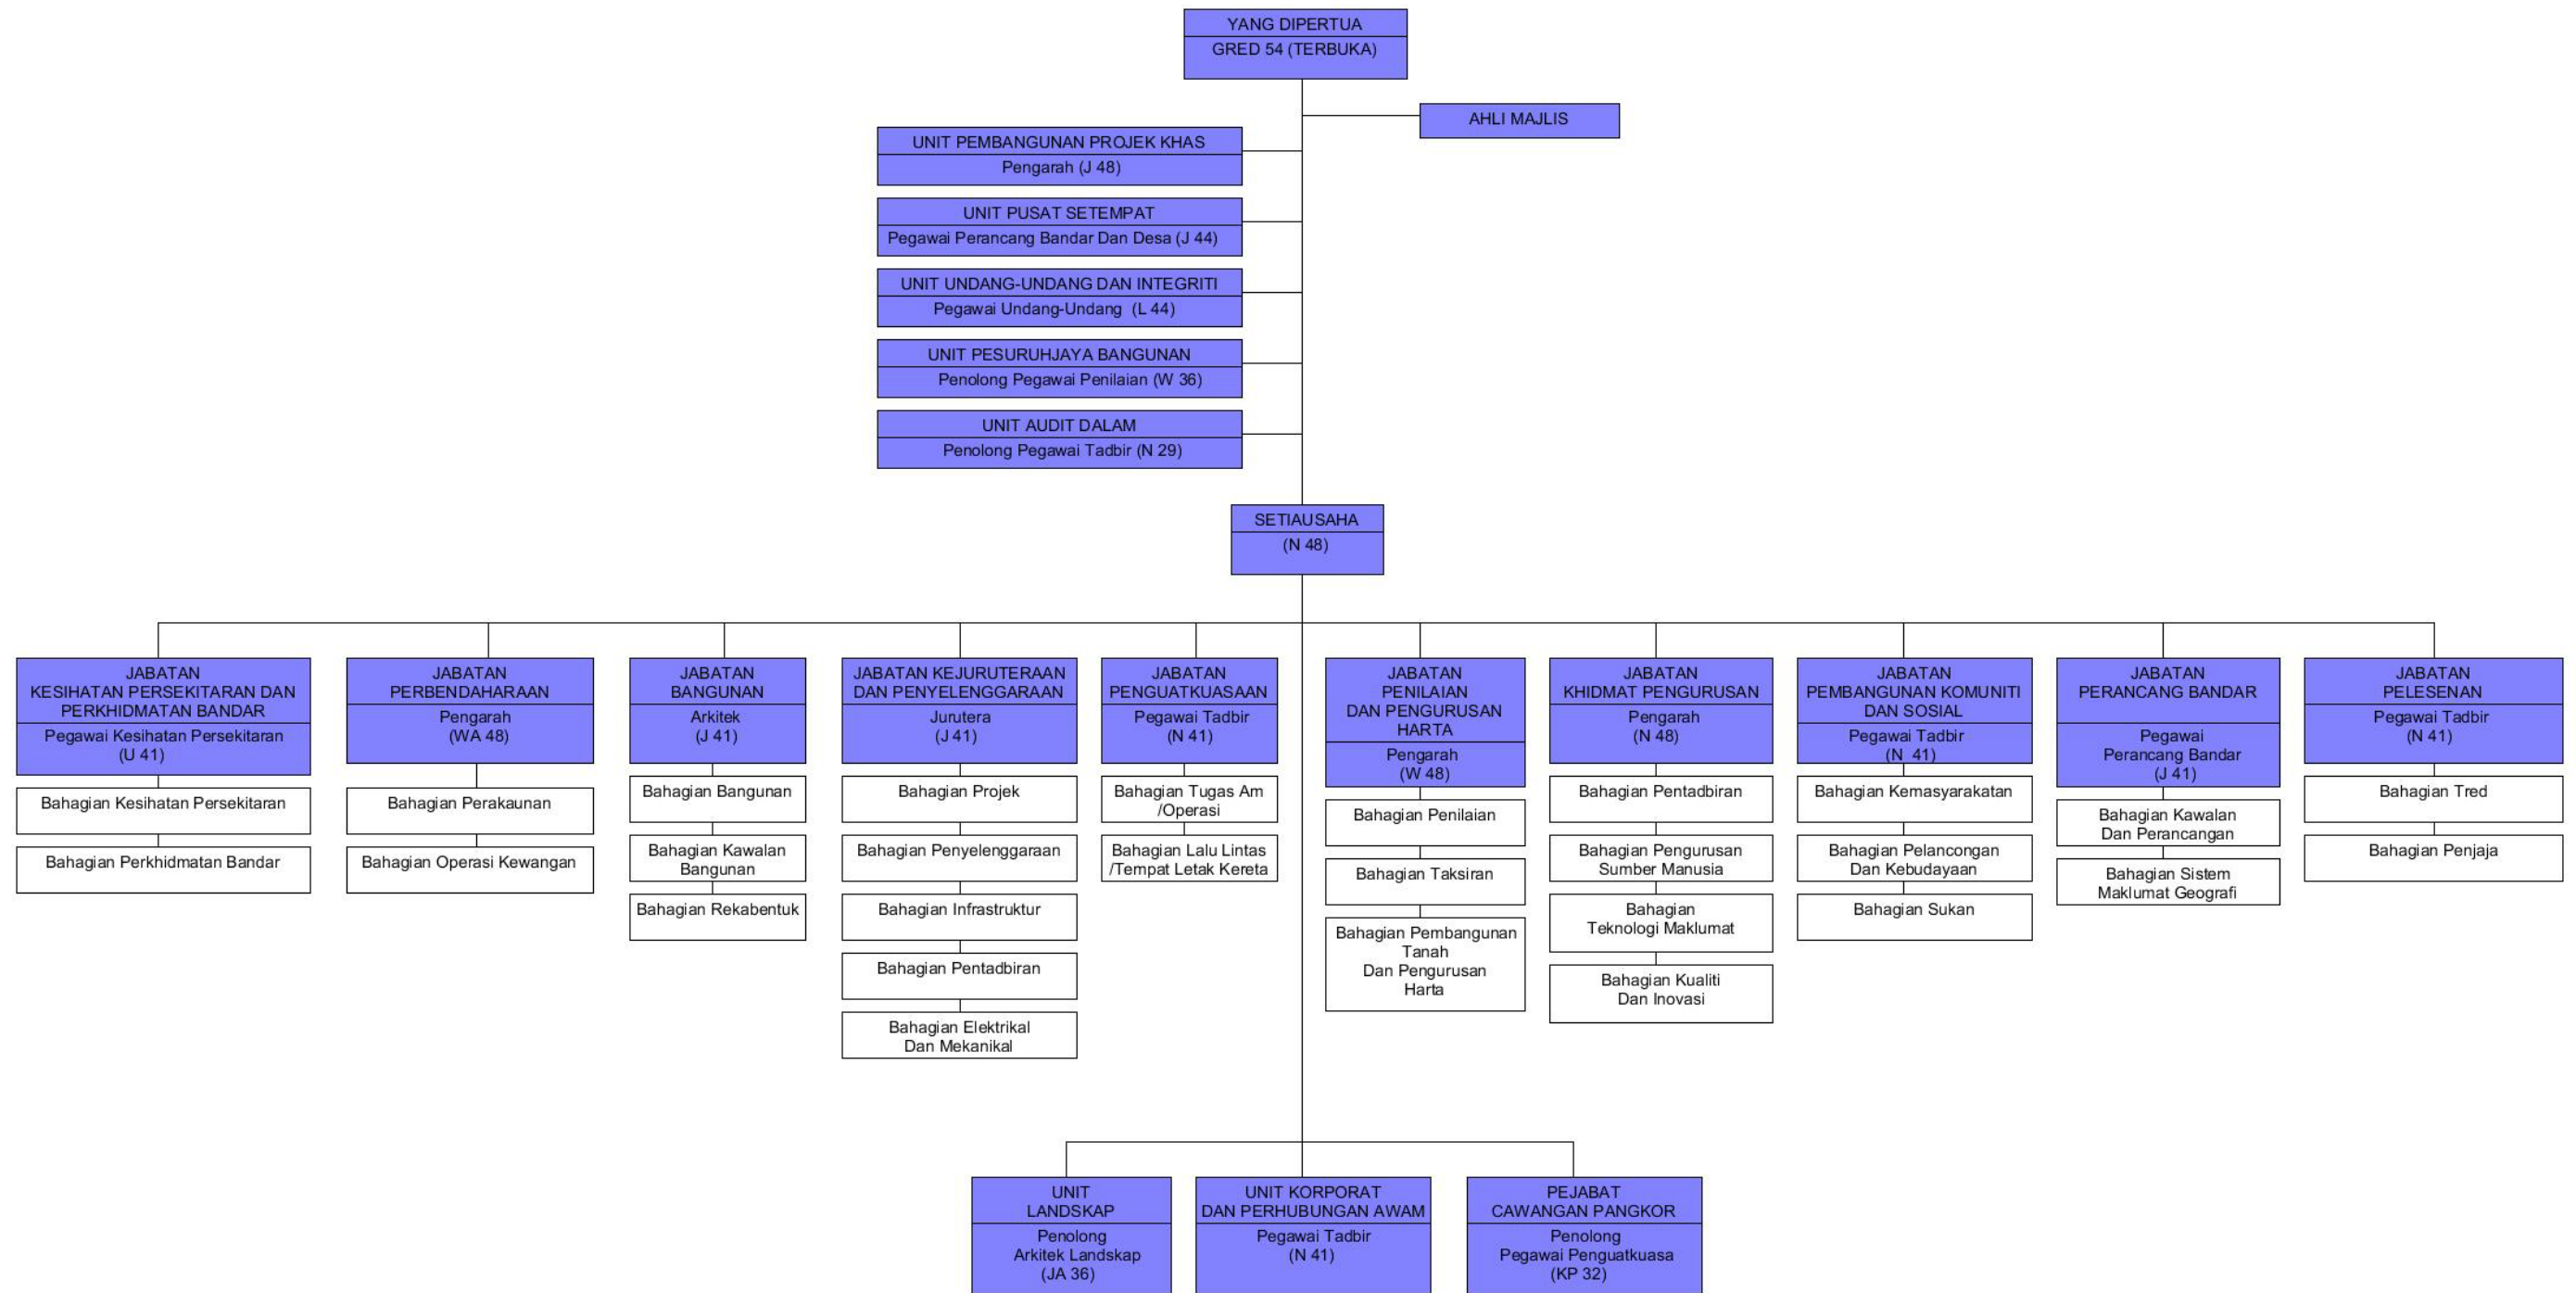 YANG DIPERTUA
GRED 54 (TERBUKA)
AHLI MAJLIS
UNIT PEMBANGUNAN PROJEK KHAS
Pengarah (J 48)
UNIT PUSAT SETEMPAT
Pegawai Perancang Bandar Dan Desa (J 44)
UNIT UNDANG-UNDANG DAN INTEGRITI
Pegawai Undang-Undang (L 44)
UNIT PESURUHJAYA BANGUNAN
Penolong Pegawai Penilaian (W 36)
UNIT AUDIT DALAM
Penolong Pegawai Tadbir (N 29)
SETIAUSAHA
(N 48)
JABATAN
KESIHATAN PERSEKITARAN DAN
PERKHIDMATAN BANDAR
Pegawai Kesihatan Persekitaran
(U 41)
Bahagian Kesihatan Persekitaran
Bahagian Perkhidmatan Bandar
JABATAN
PERBENDAHARAAN
Pengarah
(WA 48)
Bahagian Perakaunan
Bahagian Operasi Kewangan
JABATAN
BANGUNAN
Arkitek
(J 41)
Bahagian Bangunan
Bahagian Kawalan
Bangunan
Bahagian Rekabentuk
JABATAN KEJURUTERAAN
DAN PENYELENGGARAAN
Jurutera
(J 41)
Bahagian Projek
Bahagian Penyelenggaraan
Bahagian Infrastruktur
Bahagian Pentadbiran
Bahagian Elektrikal
Dan Mekanikal
JABATAN
PENGUATKUASAAN
Pegawai Tadbir
(N 41)
Bahagian Tugas Am
/Operasi
Bahagian Lalu Lintas
/Tempat Letak Kereta
JABATAN
PENILAIAN
DAN PENGURUSAN
HARTA
Pengarah
(W 48)
Bahagian Penilaian
Bahagian Taksiran
Bahagian Pembangunan
Tanah
Dan Pengurusan
Harta
JABATAN
KHIDMAT PENGURUSAN
Pengarah
(N 48)
Bahagian Pentadbiran
Bahagian Pengurusan
Sumber Manusia
Bahagian
Teknologi Maklumat
Bahagian Kualiti
Dan Inovasi
JABATAN
PEMBANGUNAN KOMUNITI
DAN SOSIAL
Pegawai Tadbir
(N 41)
Bahagian Kemasyarakatan
Bahagian Pelancongan
Dan Kebudayaan
Bahagian Sukan
JABATAN
PERANCANG BANDAR
Pegawai
Perancang Bandar
(J 41)
Bahagian Kawalan
Dan Perancangan
Bahagian Sistem
Maklumat Geografi
JABATAN
PELESENAN
Pegawai Tadbir
(N 41)
Bahagian Tred
Bahagian Penjaja
UNIT
LANDSKAP
Penolong
Arkitek Landskap
(JA 36)
UNIT KORPORAT
DAN PERHUBUNGAN AWAM
Pegawai Tadbir
(N 41)
PEJABAT
CAWANGAN PANGKOR
Penolong
Pegawai Penguatkuasa
(KP 32)